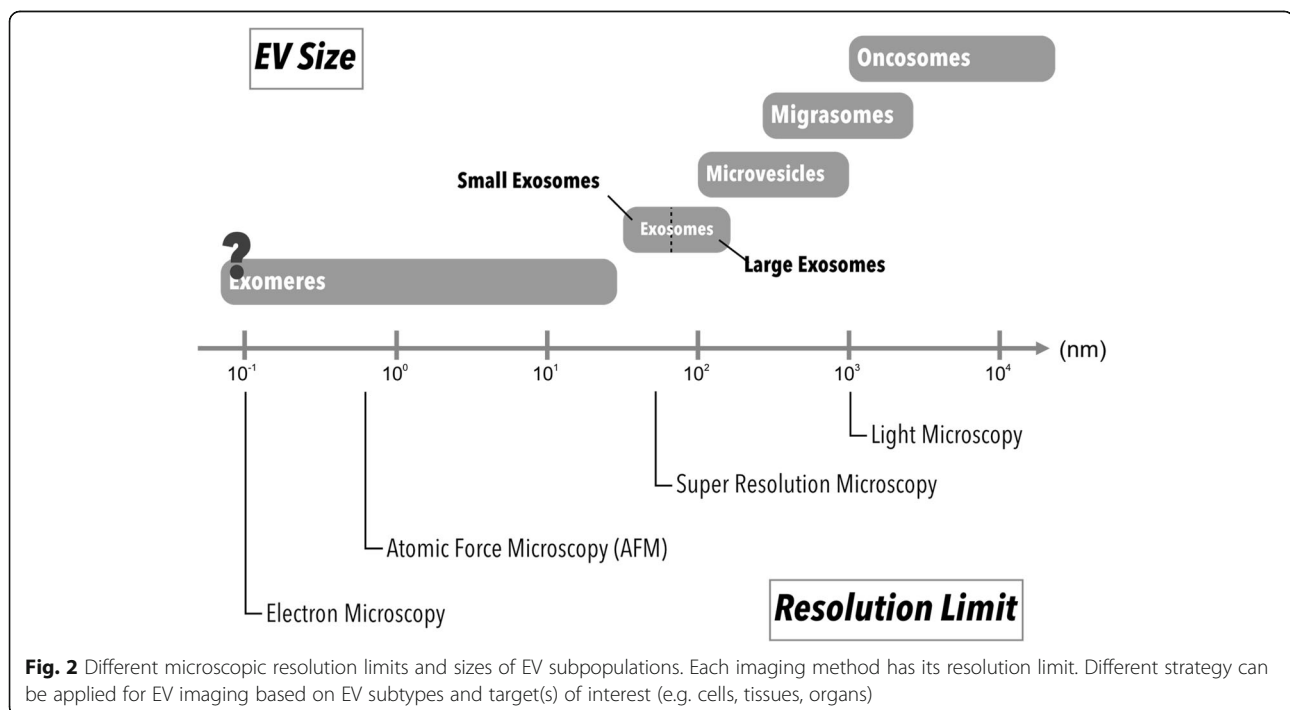 EV Size
Oncosomes
Migrasomes
Microvesicles
Small Exosomes
Exosomes
Large Exosomes
?
Exomeres
(nm)
10⁻¹ 10⁰ 10¹ 10² 10³ 10⁴
Light Microscopy
Super Resolution Microscopy
Atomic Force Microscopy (AFM)
Electron Microscopy
Resolution Limit
Fig. 2 Different microscopic resolution limits and sizes of EV subpopulations. Each imaging method has its resolution limit. Different strategy can
be applied for EV imaging based on EV subtypes and target(s) of interest (e.g. cells, tissues, organs)